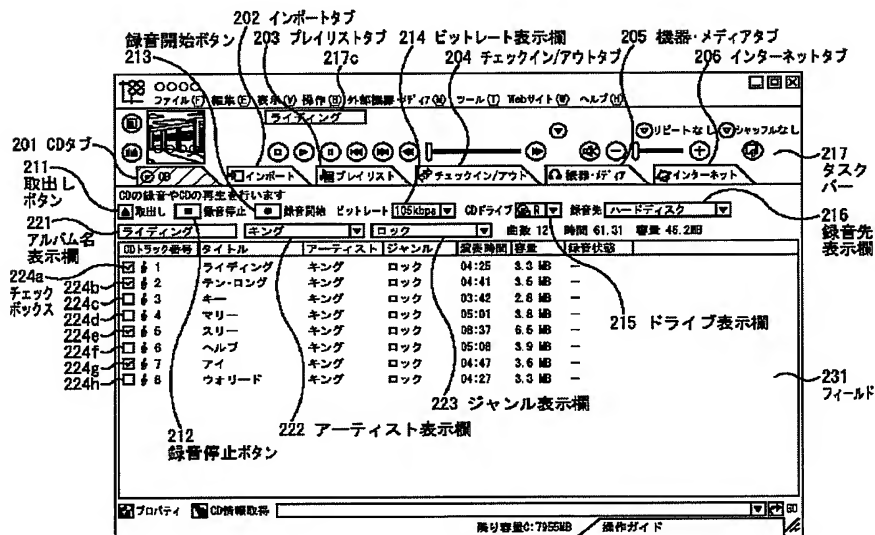 202 インポートタブ
録音開始ボタン 203 プレイリストタブ 214 ビットレート表示欄 205 機器・メディアタブ
213 217c 204 チェックイン/アウトタブ 206 インターネットタブ
○○○○
ファイル(F) 編集(E) 表示(V) 操作(B) 外部機器・メディア(M) ツール(T) Webサイト(W) ヘルプ(H)
ライディング
リピートなし シャッフルなし
201 CDタブ
CD インポート プレイリスト チェックイン/アウト 機器・メディア インターネット
217 タスクバー
211 取出しボタン
CDの録音やCDの再生を行います
取出し 録音停止 録音開始 ビットレート 105kbps CDドライブ R 録音先 ハードディスク
216 録音先表示欄
221 アルバム名表示欄
ライディング キング ロック 曲数 12 時間 61.31 容量 45.2MB
CDトラック番号 タイトル アーティスト ジャンル 演奏時間 容量 録音状態
224a 1 ライディング キング ロック 04:25 3.3 MB —
チェックボックス
224b 2 テン・ロング キング ロック 04:41 3.5 MB —
224c 3 キー キング ロック 03:42 2.8 MB —
224d 4 マリー キング ロック 05:01 3.8 MB —
224e 5 スリー キング ロック 08:37 6.5 MB —
224f 6 ヘルプ キング ロック 05:08 3.9 MB —
224g 7 アイ キング ロック 04:47 3.6 MB —
224h 8 ウォリード キング ロック 04:27 3.3 MB —
215 ドライブ表示欄
231 フィールド
223 ジャンル表示欄
212 録音停止ボタン
222 アーティスト表示欄
プロパティ CD情報取得 GO
残り容量C:7955MB 操作ガイド